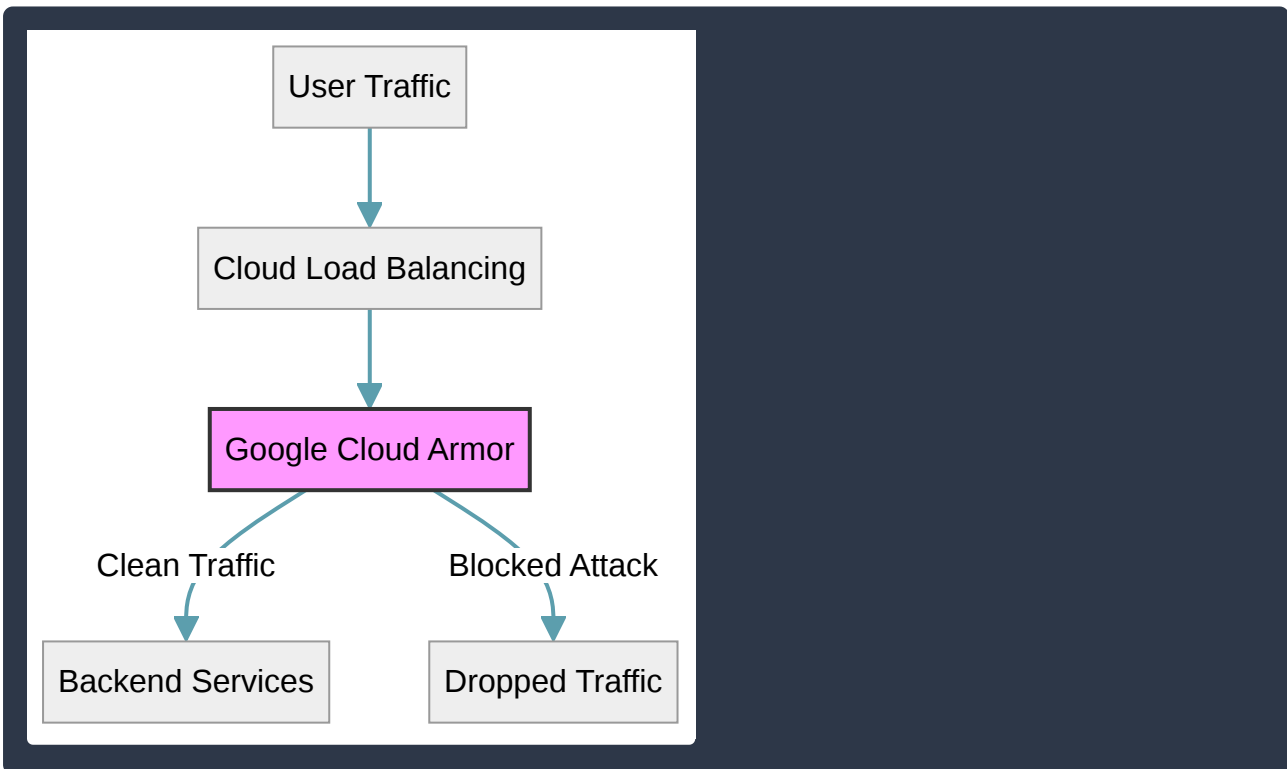 User Traffic
Cloud Load Balancing
Google Cloud Armor
Clean Traffic
Blocked Attack
Backend Services
Dropped Traffic